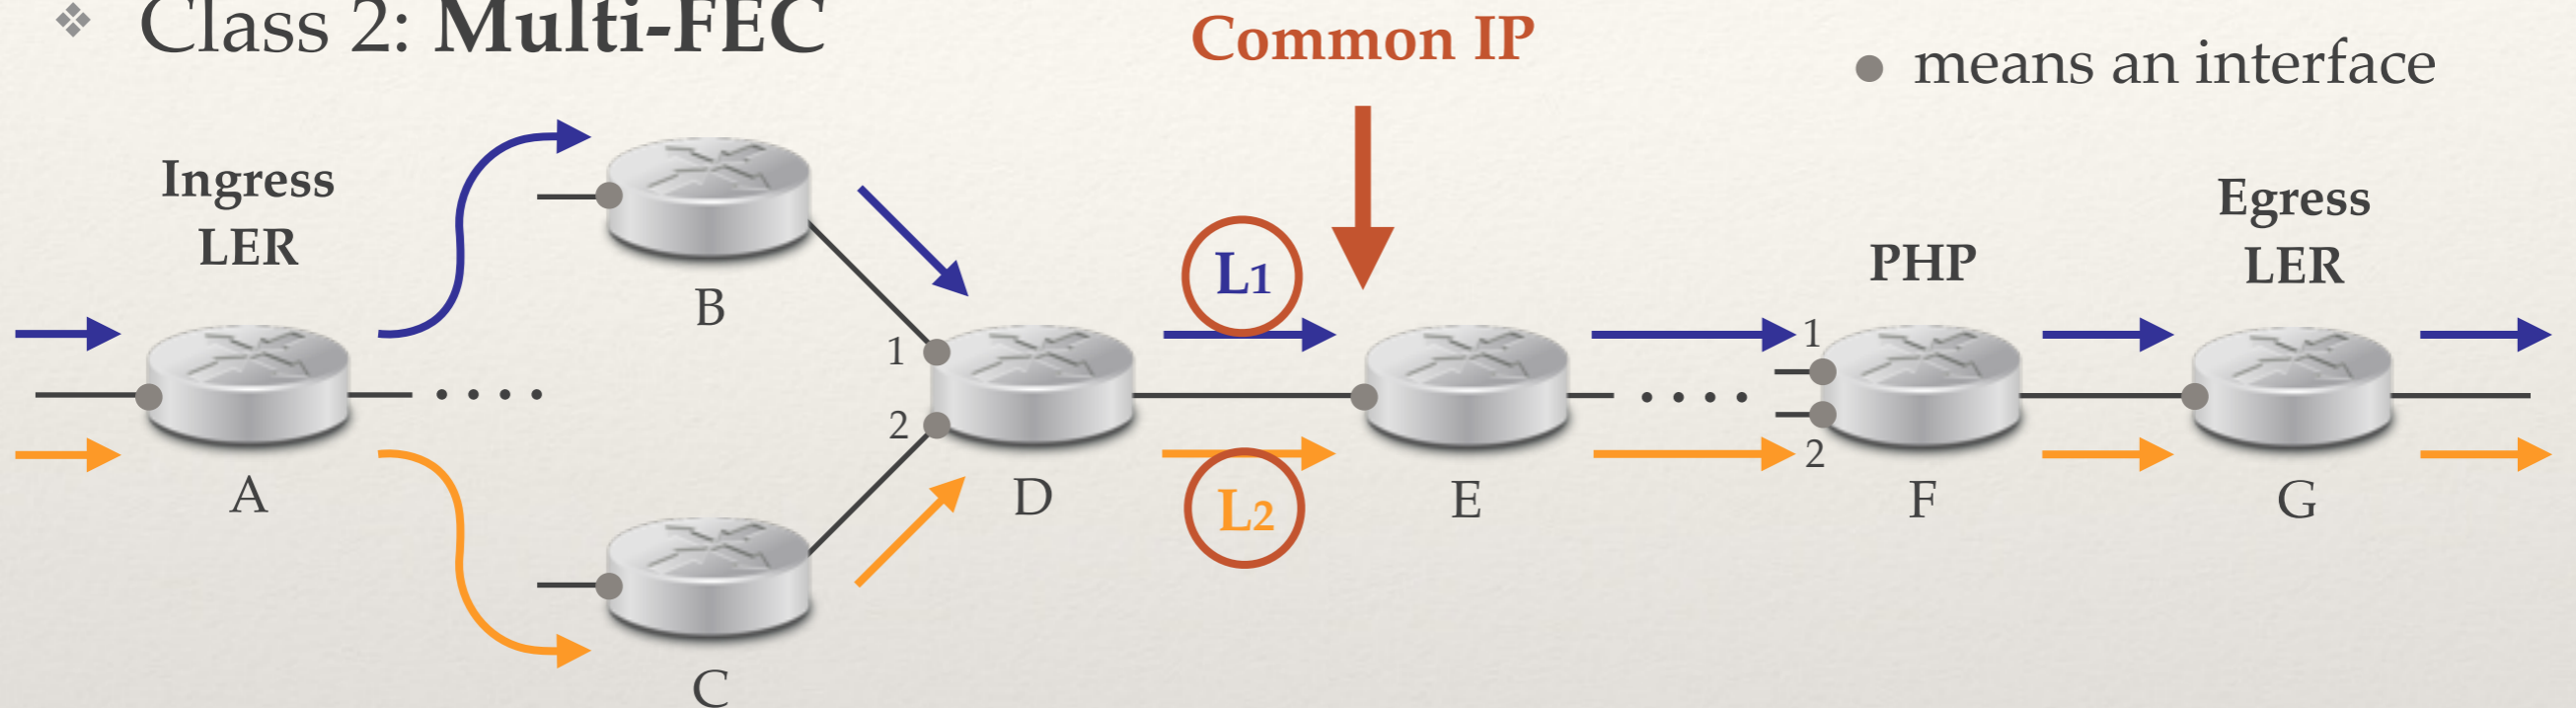 ❖ Class 2: Multi-FEC
Common IP
● means an interface
Ingress
LER
Egress
LER
PHP
L1
B
1
1
2
2
L2
A
D
E
F
G
C